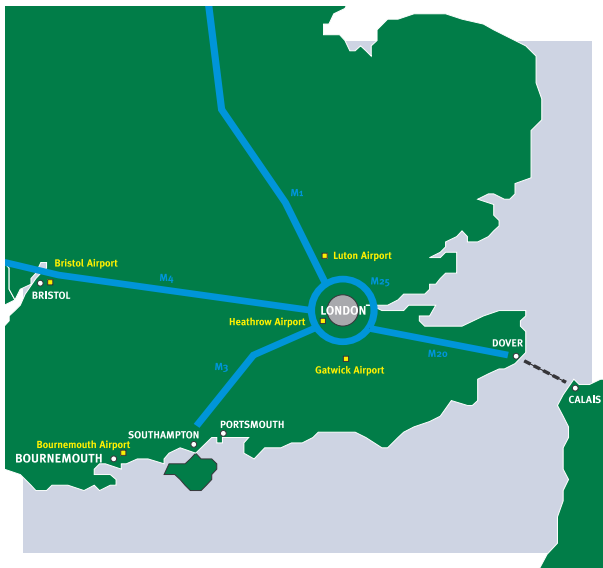 M1
Luton Airport
Bristol Airport
M4
M25
BRISTOL
LONDON
Heathrow Airport
M20
DOVER
M3
Gatwick Airport
CALAIS
PORTSMOUTH
SOUTHAMPTON
Bournemouth Airport
BOURNEMOUTH